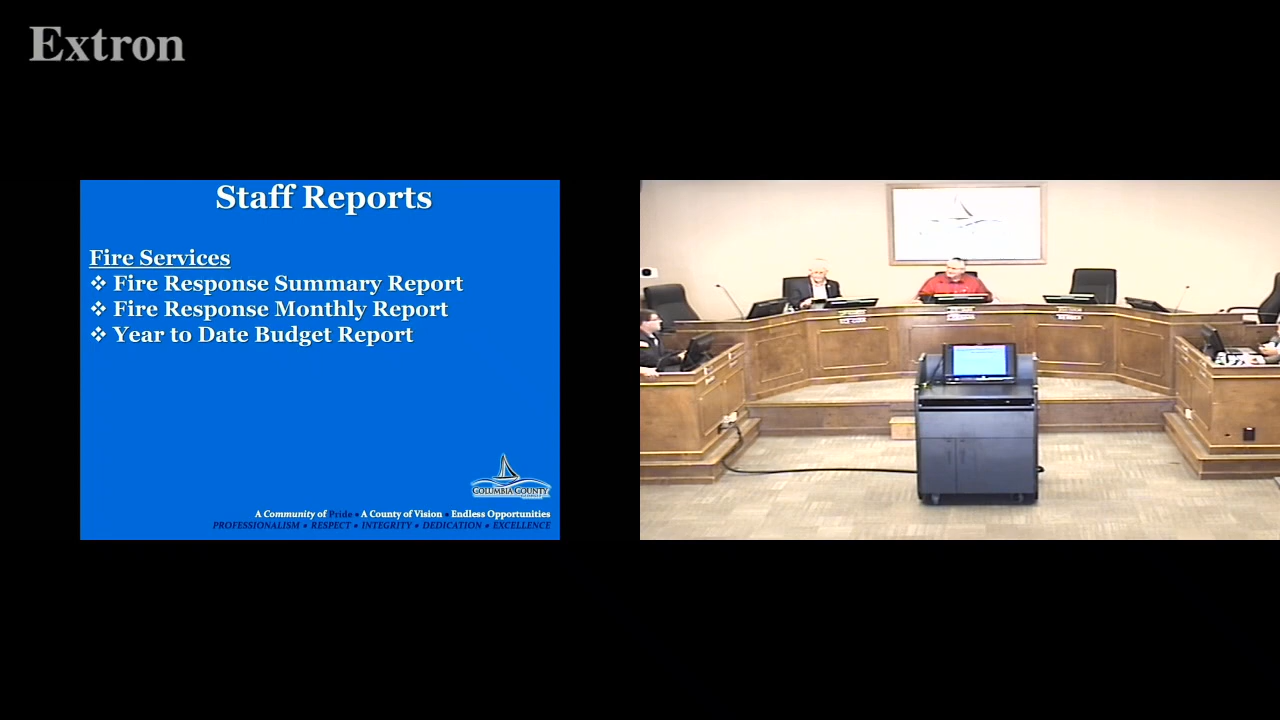 Extron
Staff Reports
Fire Services
❖ Fire Response Summary Report
❖ Fire Response Monthly Report
❖ Year to Date Budget Report
COLUMBIA COUNTY
A Community of Pride • A County of Vision • Endless Opportunities
PROFESSIONALISM • RESPECT • INTEGRITY • DEDICATION • EXCELLENCE